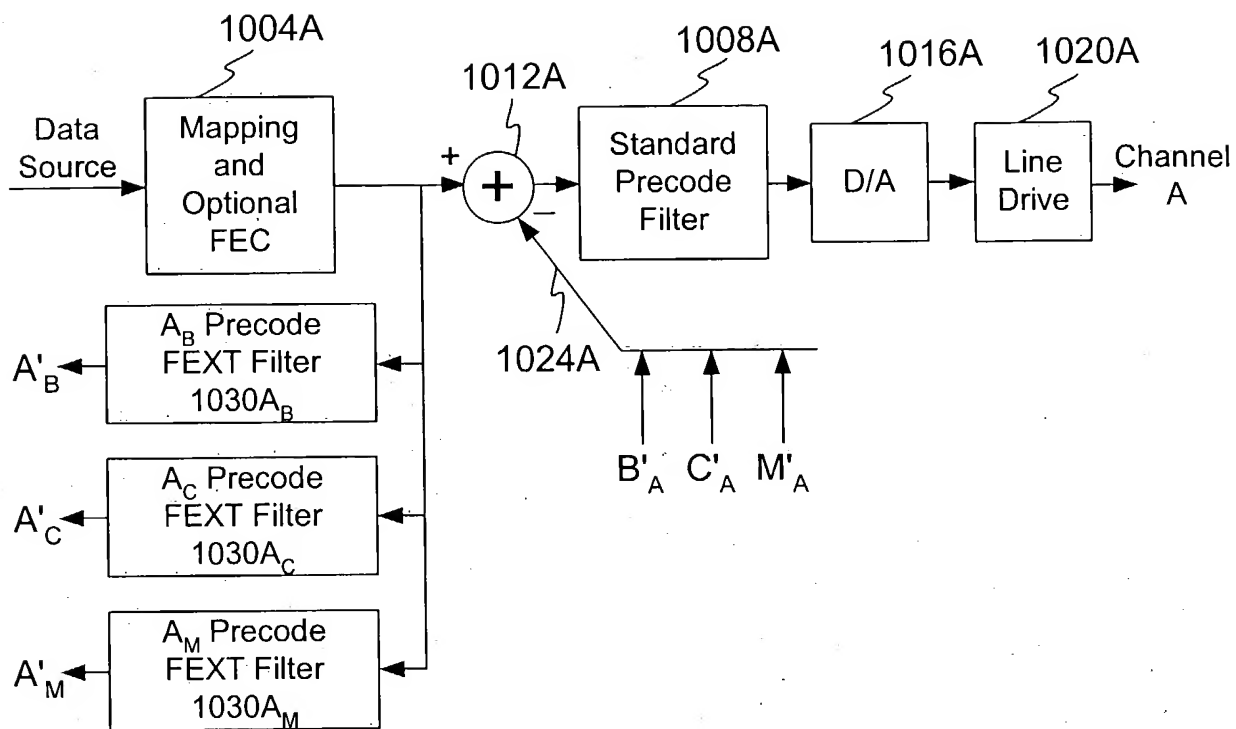 1004A
1012A
1008A
1016A
1020A
Data
Source
Mapping
and
Optional
FEC
+
+
−
Standard
Precode
Filter
D/A
Line
Drive
Channel
A
1024A
B'A C'A M'A
A'B
AB Precode
FEXT Filter
1030AB
A'C
AC Precode
FEXT Filter
1030AC
A'M
AM Precode
FEXT Filter
1030AM